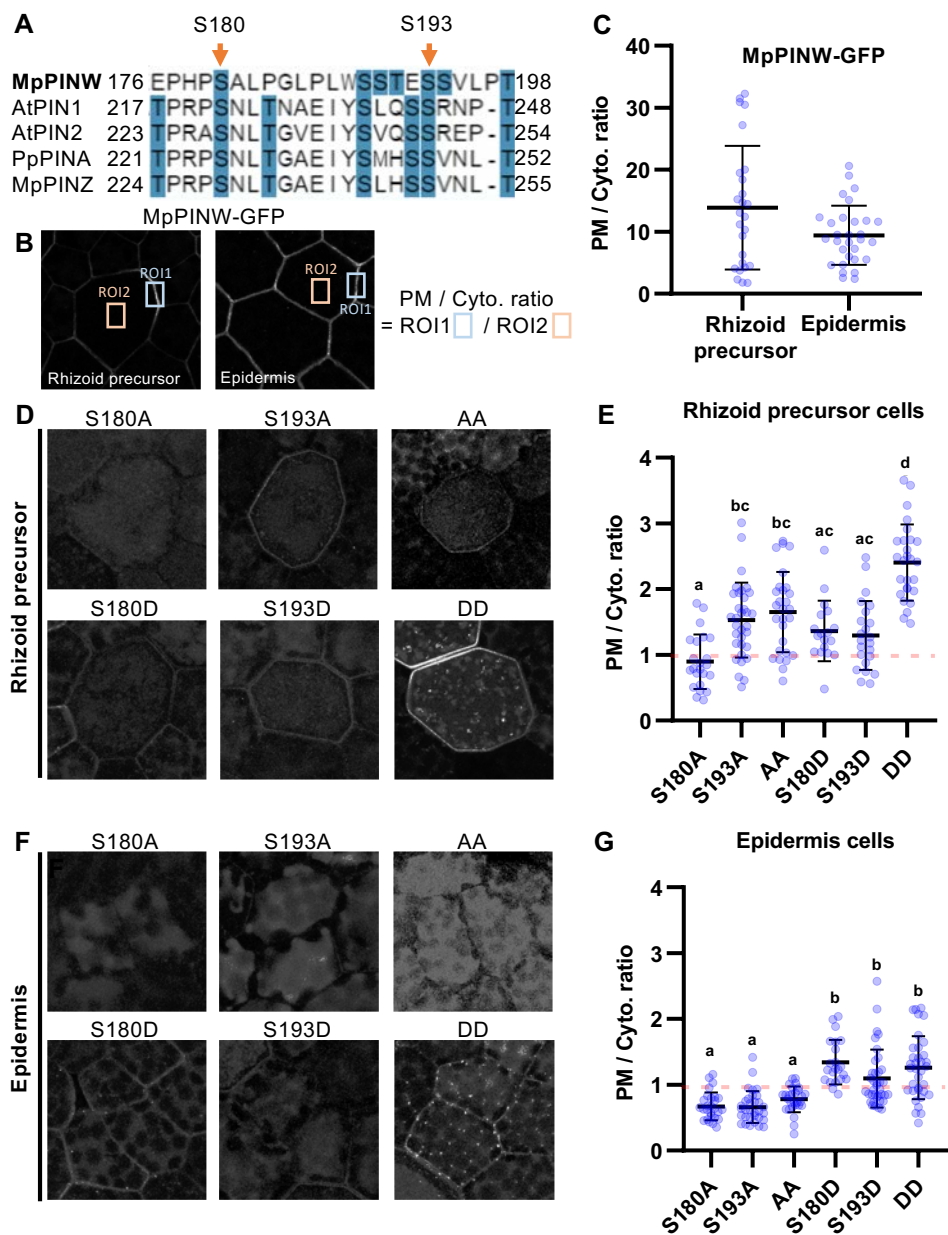 A
S180 S193
MpPINW 176 EPHPSALPGLPLWSSTESSVLPT 198
AtPIN1 217 TPRPSNLTNAEIYSLQSSRNP-T 248
AtPIN2 223 TPRASNLTGVEIYSVQSSREP-T 254
PpPINA 221 TPRPSNLTGAEIYSMHSSVNL-T 252
MpPINZ 224 TPRPSNLTGAEIYSLHSSVNL-T 255
B
MpPINW-GFP
ROI1
ROI2
Rhizoid precursor
ROI2
ROI1
Epidermis
PM / Cyto. ratio
= ROI1 / ROI2
C
MpPINW-GFP
PM / Cyto. ratio
40
30
20
10
0
Rhizoid precursor
Epidermis
D
Rhizoid precursor
S180A S193A AA
S180D S193D DD
E
Rhizoid precursor cells
PM / Cyto. ratio
4
3
2
1
0
a bc bc ac ac d
S180A S193A AA S180D S193D DD
F
Epidermis
S180A S193A AA
S180D S193D DD
G
Epidermis cells
PM / Cyto. ratio
4
3
2
1
0
a a a b b b
S180A S193A AA S180D S193D DD